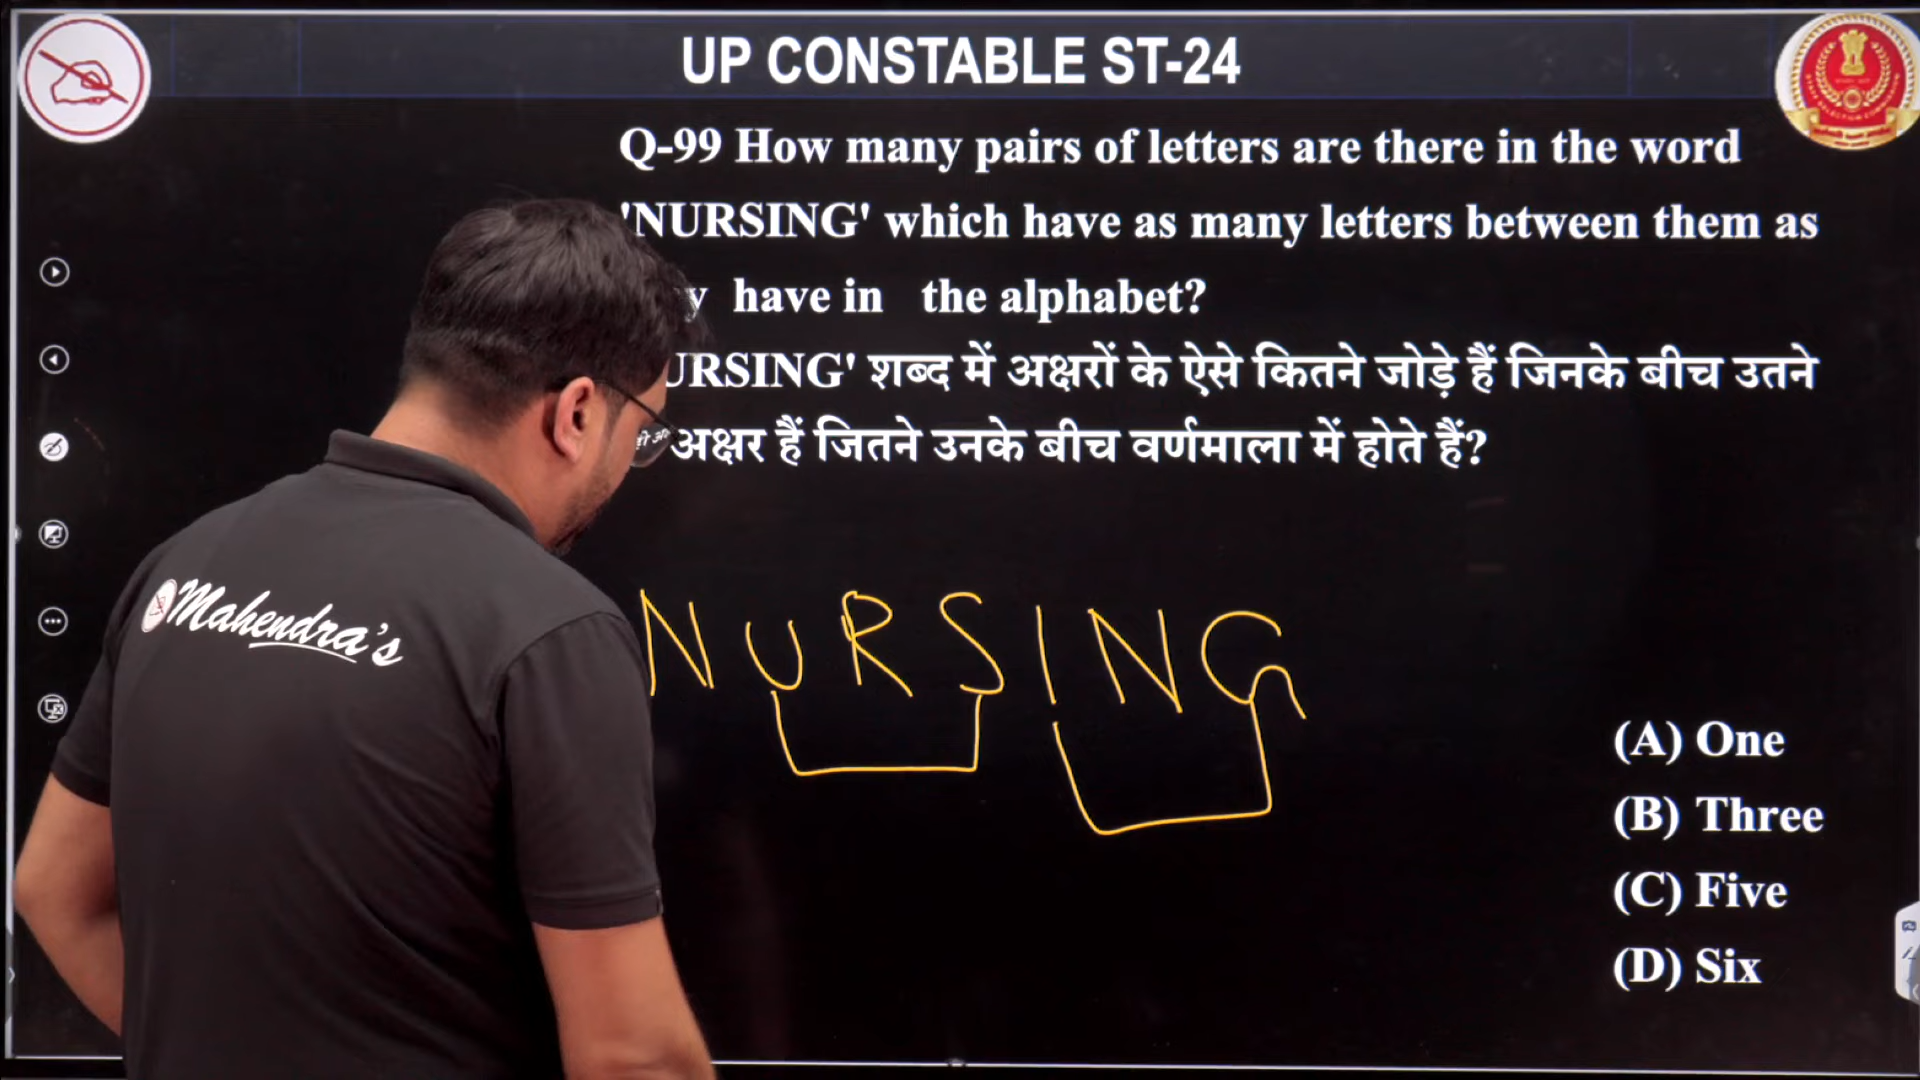 UP CONSTABLE ST-24
Q-99 How many pairs of letters are there in the word
'NURSING' which have as many letters between them as
have in the alphabet?
URSING' शब्द में अक्षरों के ऐसे कितने जोड़े हैं जिनके बीच उतने
अक्षर हैं जितने उनके बीच वर्णमाला में होते हैं?
NURSING
(A) One
(B) Three
(C) Five
(D) Six
Mahendra's